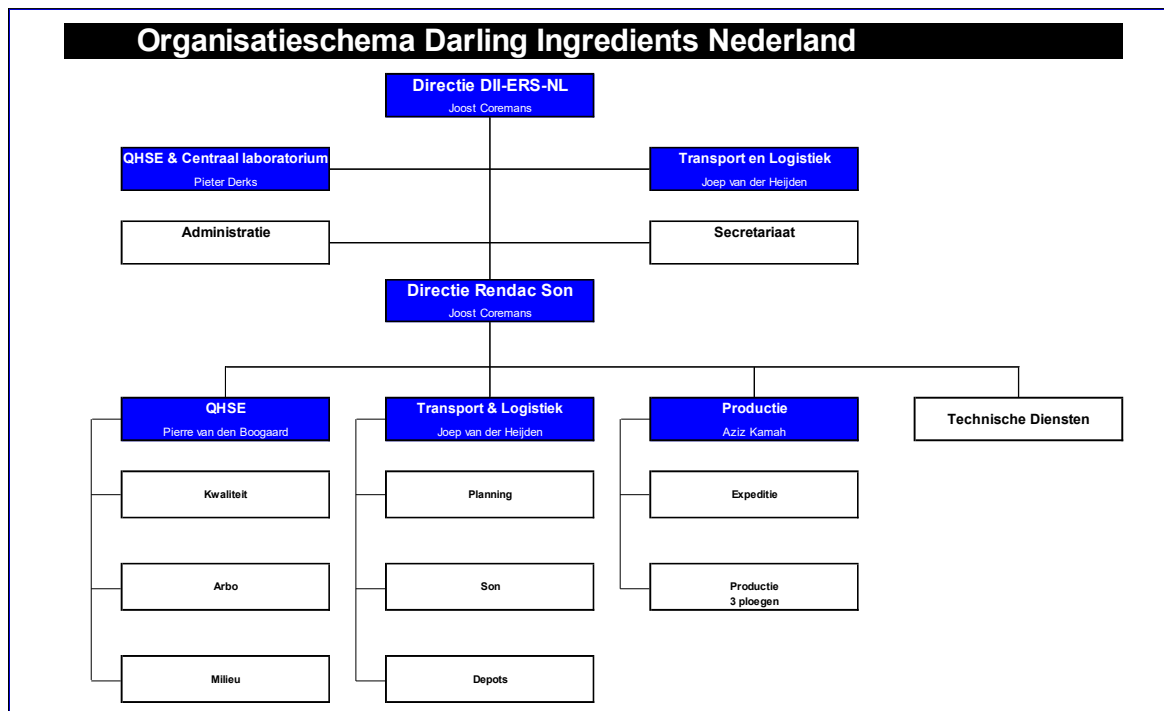 Organisatieschema Darling Ingredients Nederland
Directie DII-ERS-NL
Joost Coremans
QHSE & Centraal laboratorium
Pieter Derks
Transport en Logistiek
Joep van der Heijden
Administratie
Secretariaat
Directie Rendac Son
Joost Coremans
QHSE
Pierre van den Boogaard
Transport & Logistiek
Joep van der Heijden
Productie
Aziz Kamah
Technische Diensten
Kwaliteit
Planning
Expeditie
Arbo
Son
Productie
3 ploegen
Milieu
Depots